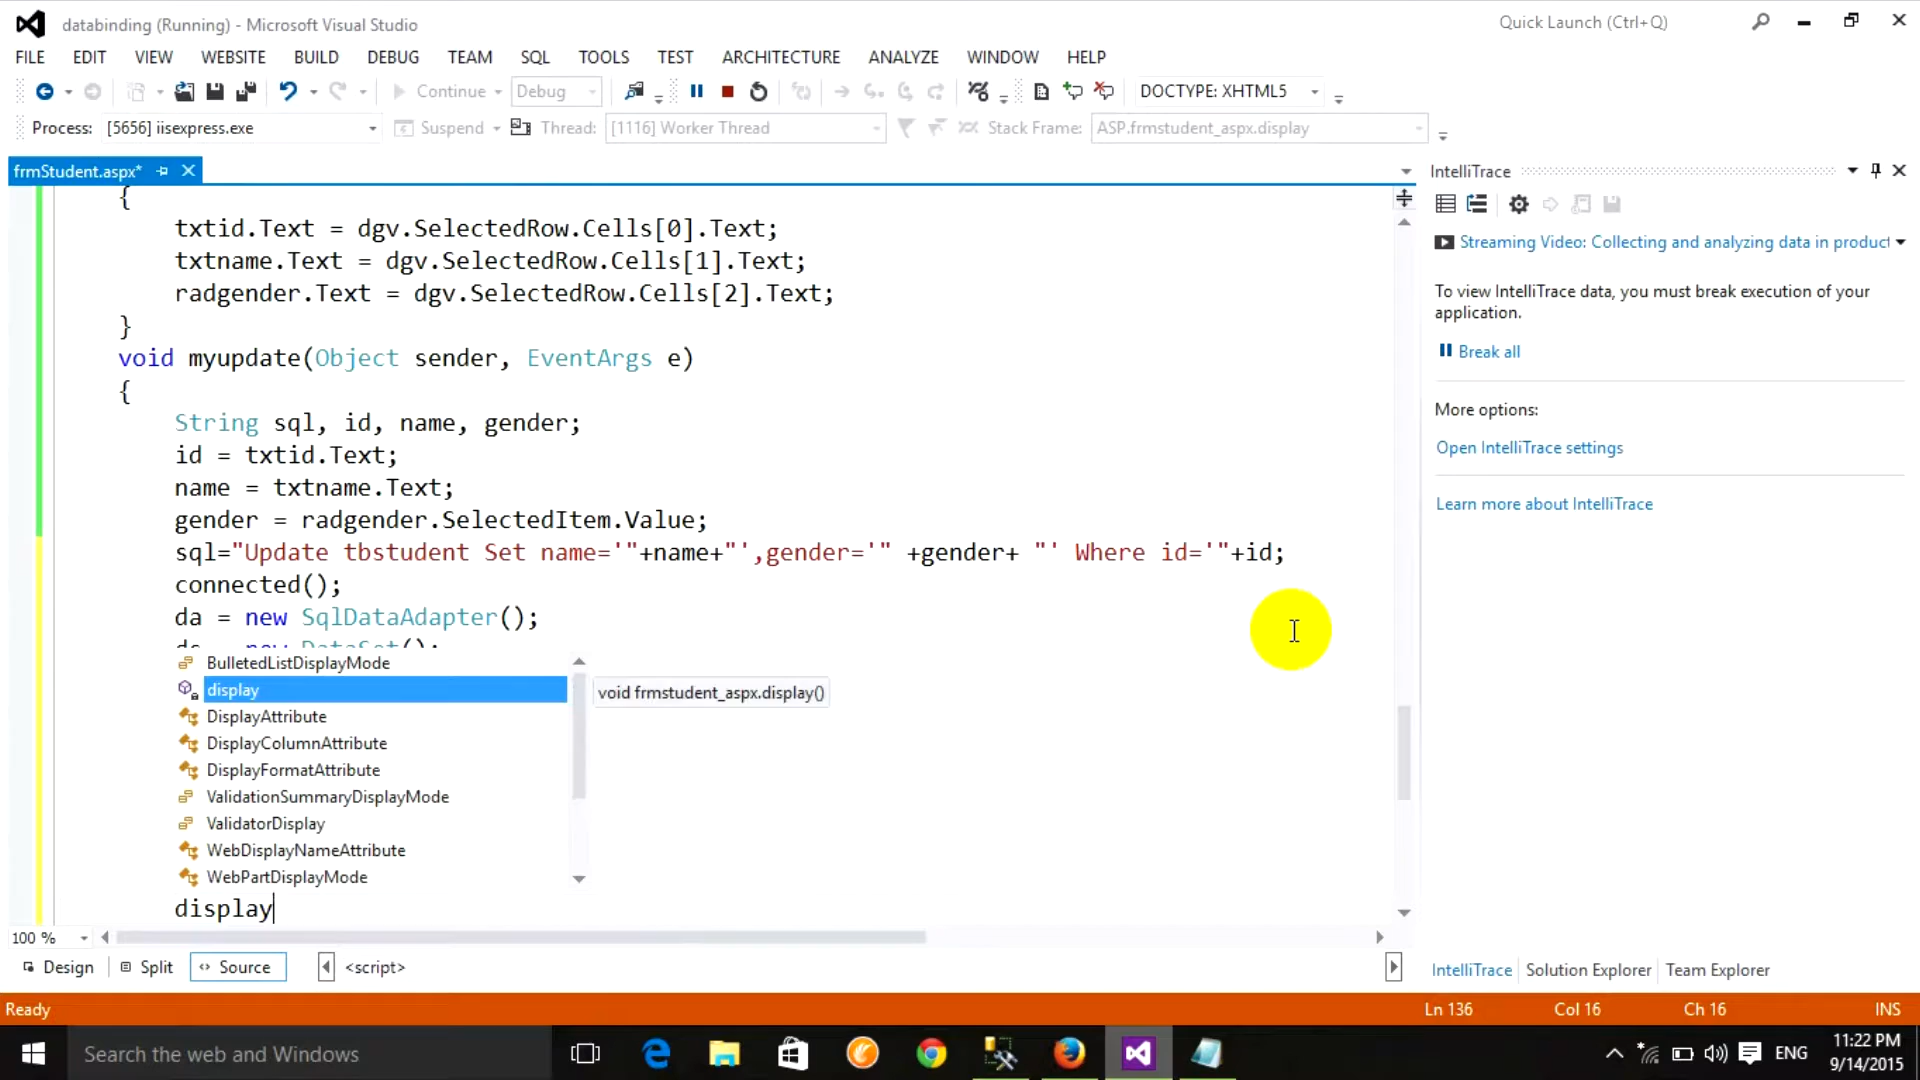 databinding (Running) - Microsoft Visual Studio
Quick Launch (Ctrl+Q)
FILE EDIT VIEW WEBSITE BUILD DEBUG TEAM SQL TOOLS TEST ARCHITECTURE ANALYZE WINDOW HELP
Continue Debug DOCTYPE: XHTML5
Process: [5656] iisexpress.exe Suspend Thread: [1116] Worker Thread Stack Frame: ASP.frmstudent_aspx.display
frmStudent.aspx*
{
txtid.Text = dgv.SelectedRow.Cells[0].Text;
txtname.Text = dgv.SelectedRow.Cells[1].Text;
radgender.Text = dgv.SelectedRow.Cells[2].Text;
}
void myupdate(Object sender, EventArgs e)
{
String sql, id, name, gender;
id = txtid.Text;
name = txtname.Text;
gender = radgender.SelectedItem.Value;
sql="Update tbstudent Set name='"+name+"',gender='" +gender+ "' Where id='"+id;
connected();
da = new SqlDataAdapter();
ds = new DataSet();
BulletedListDisplayMode
display
void frmstudent_aspx.display()
DisplayAttribute
DisplayColumnAttribute
DisplayFormatAttribute
ValidationSummaryDisplayMode
ValidatorDisplay
WebDisplayNameAttribute
WebPartDisplayMode
display
100 %
Design Split Source <script>
IntelliTrace
Streaming Video: Collecting and analyzing data in product
To view IntelliTrace data, you must break execution of your
application.
Break all
More options:
Open IntelliTrace settings
Learn more about IntelliTrace
IntelliTrace Solution Explorer Team Explorer
Ready Ln 136 Col 16 Ch 16 INS
Search the web and Windows
ENG
11:22 PM
9/14/2015